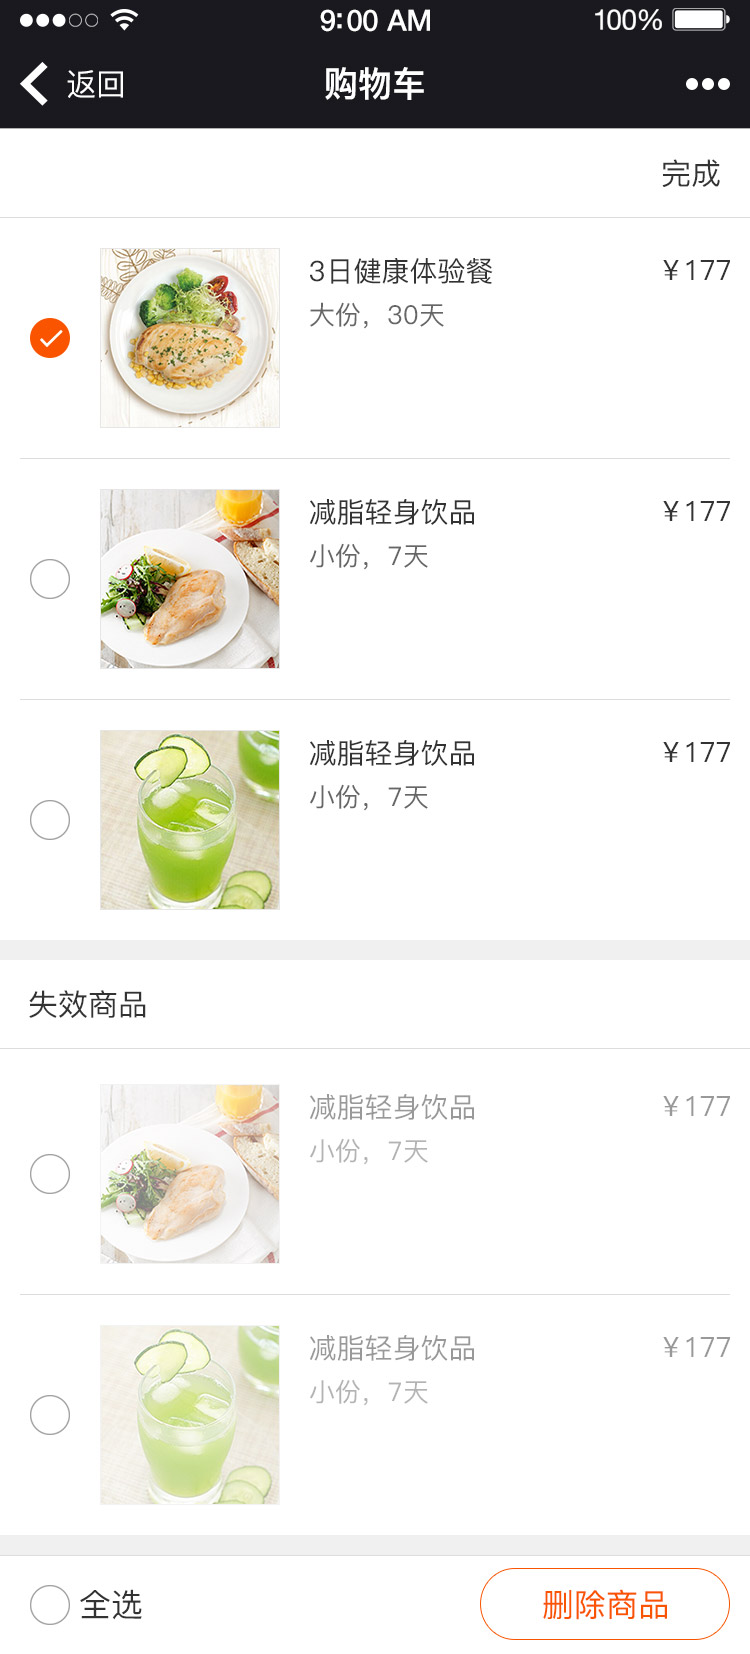 9:00 AM
100%
返回
购物车
完成
3日健康体验餐
¥177
大份，30天
减脂轻身饮品
¥177
小份，7天
减脂轻身饮品
¥177
小份，7天
失效商品
减脂轻身饮品
¥177
小份，7天
减脂轻身饮品
¥177
小份，7天
全选
删除商品